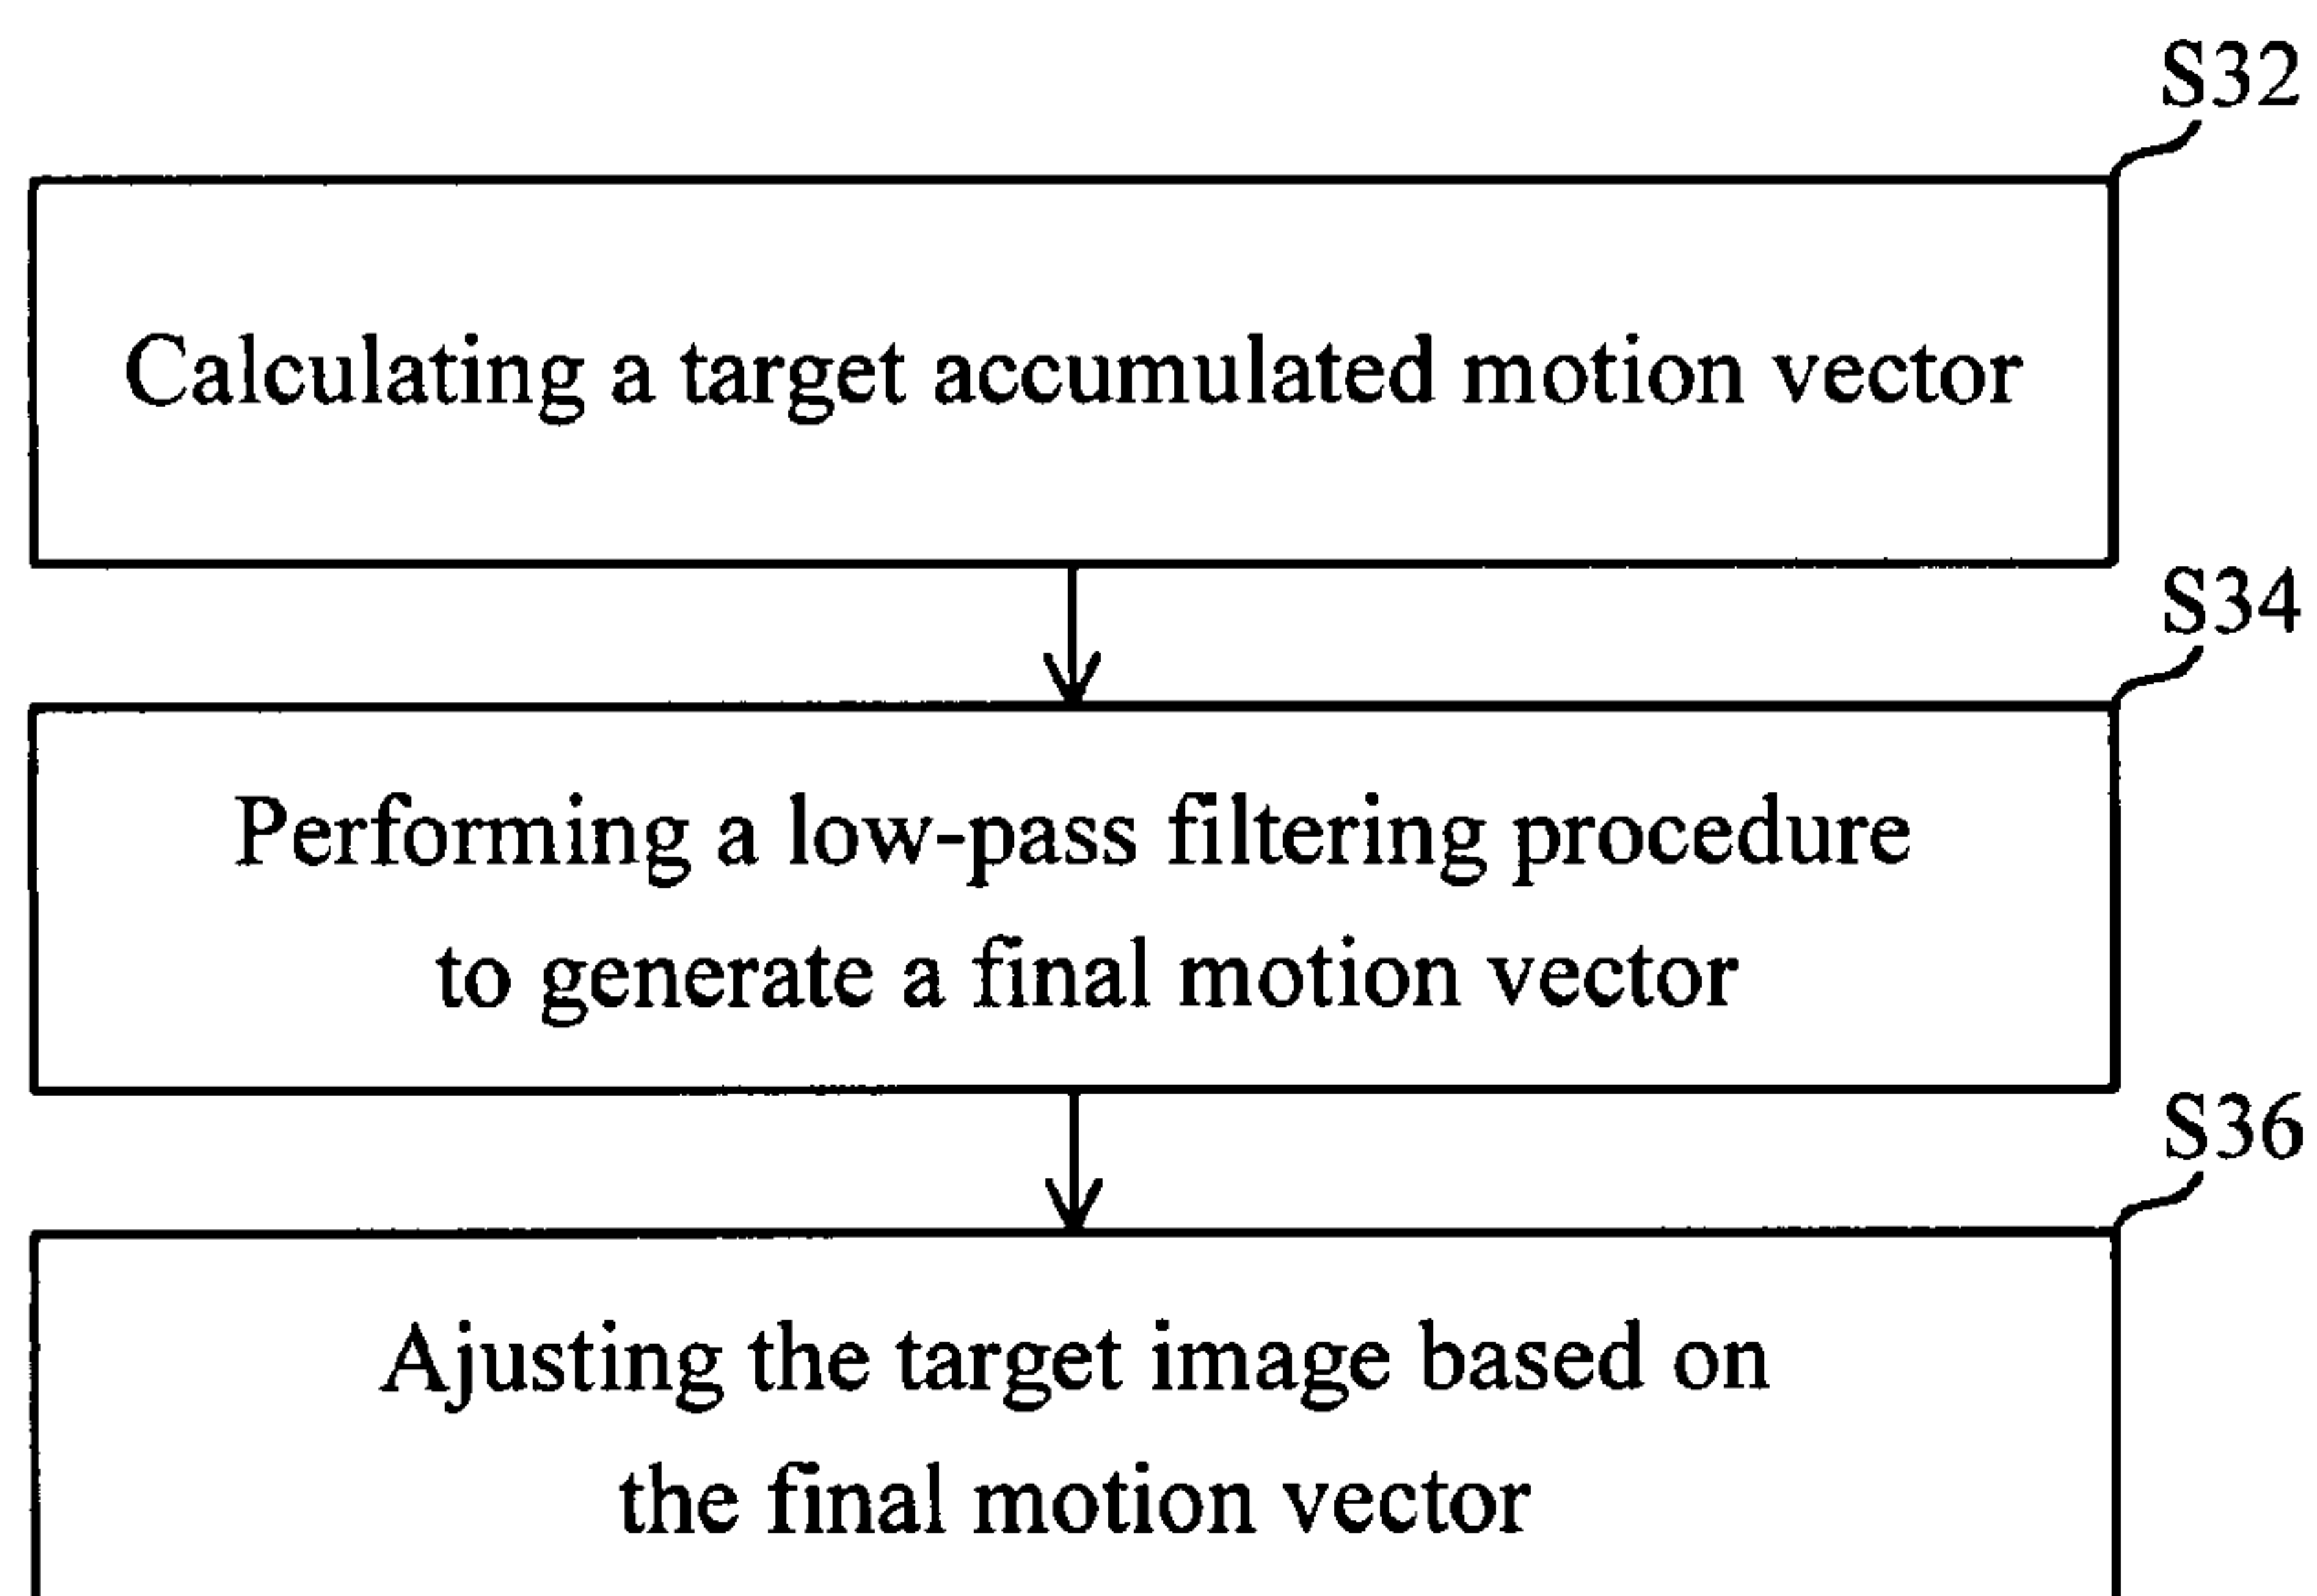 S32
Calculating a target accumulated motion vector
S34
Performing a low-pass filtering procedure
to generate a final motion vector
S36
Ajusting the target image based on
the final motion vector